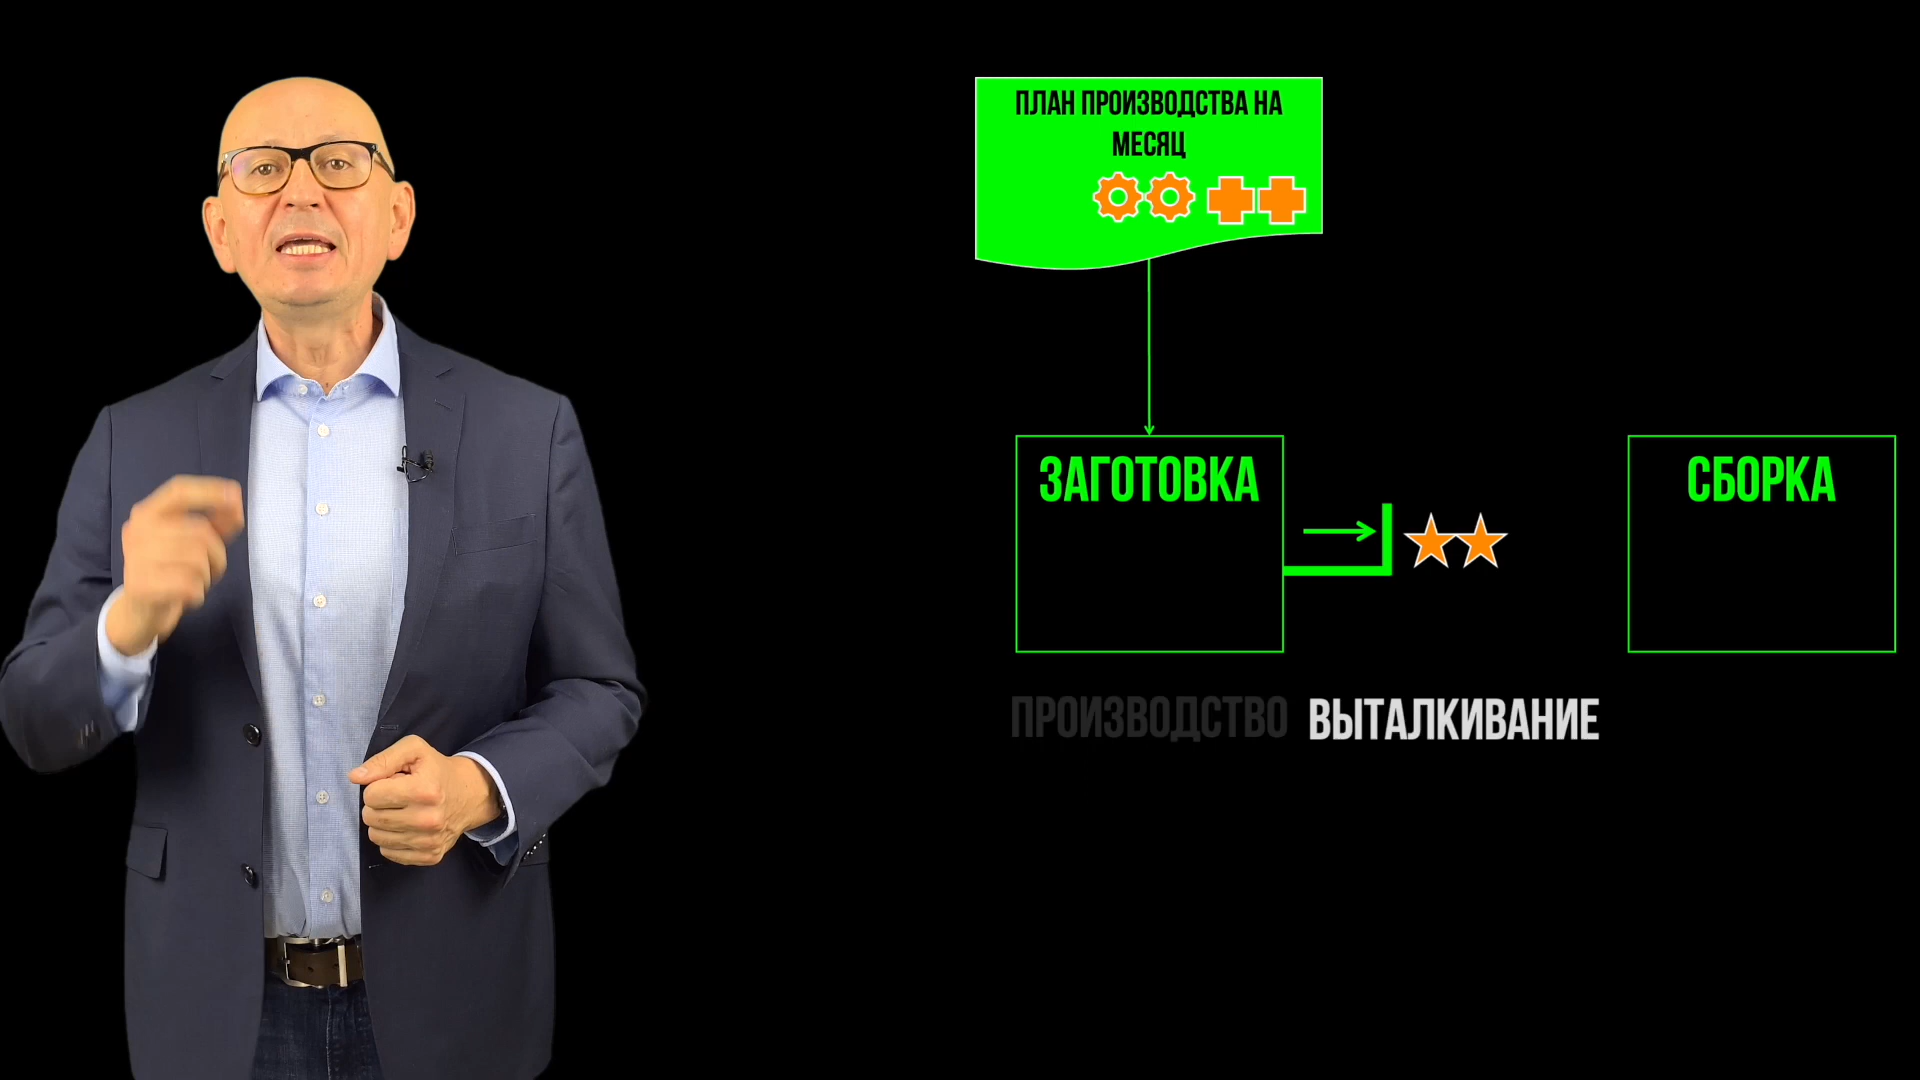 ПЛАН ПРОИЗВОДСТВА НА
МЕСЯЦ
ЗАГОТОВКА
СБОРКА
ПРОИЗВОДСТВО ВЫТАЛКИВАНИЕ